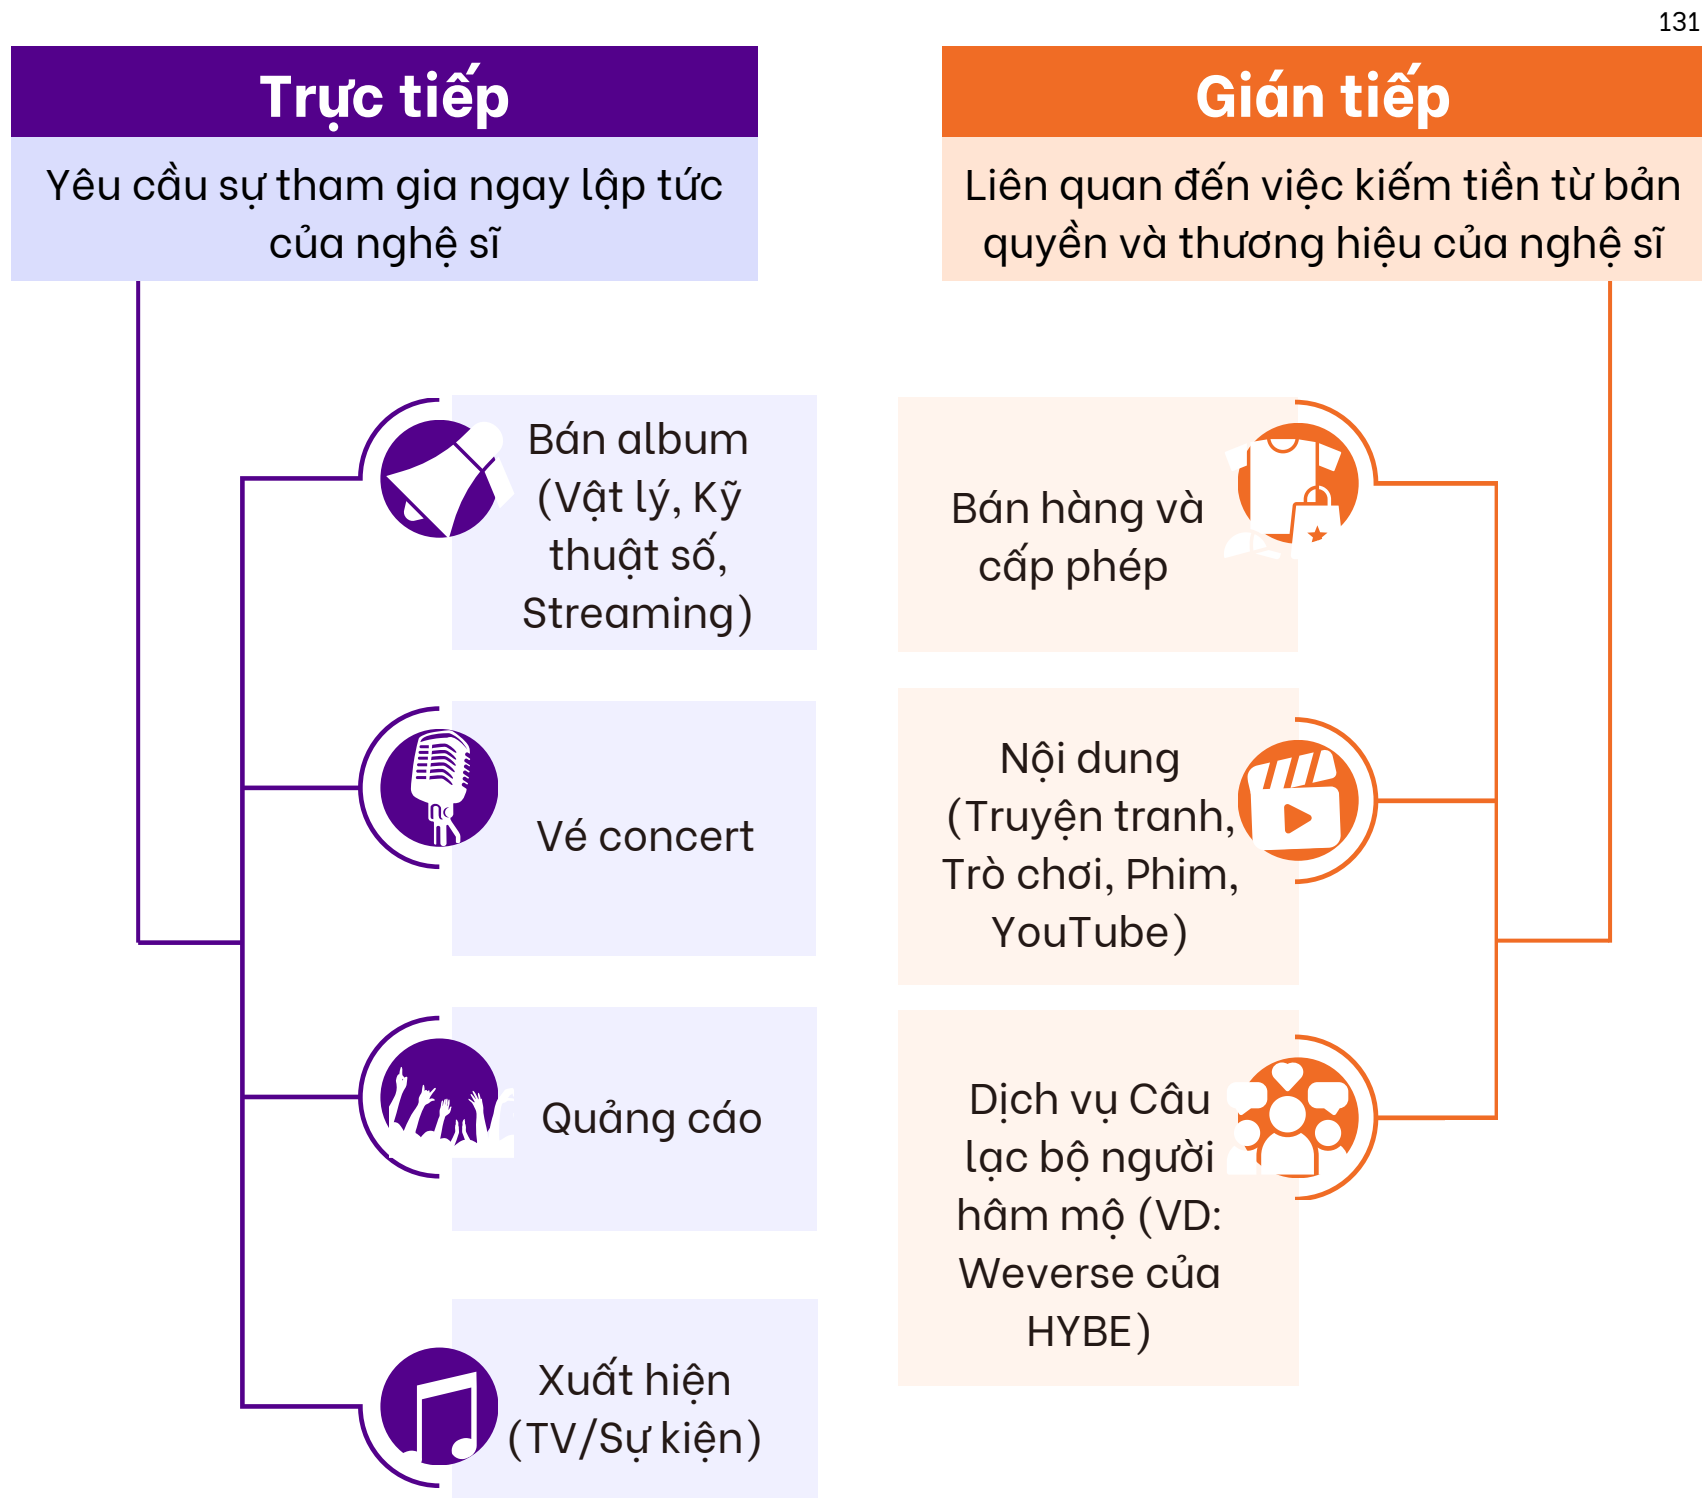 131
Trực tiếp
Yêu cầu sự tham gia ngay lập tức
của nghệ sĩ
Bán album
(Vật lý, Kỹ
thuật số,
Streaming)
Vé concert
Quảng cáo
Xuất hiện
(TV/Sự kiện)
Gián tiếp
Liên quan đến việc kiếm tiền từ bản
quyền và thương hiệu của nghệ sĩ
Bán hàng và
cấp phép
Nội dung
(Truyện tranh,
Trò chơi, Phim,
YouTube)
Dịch vụ Câu
lạc bộ người
hâm mộ (VD:
Weverse của
HYBE)